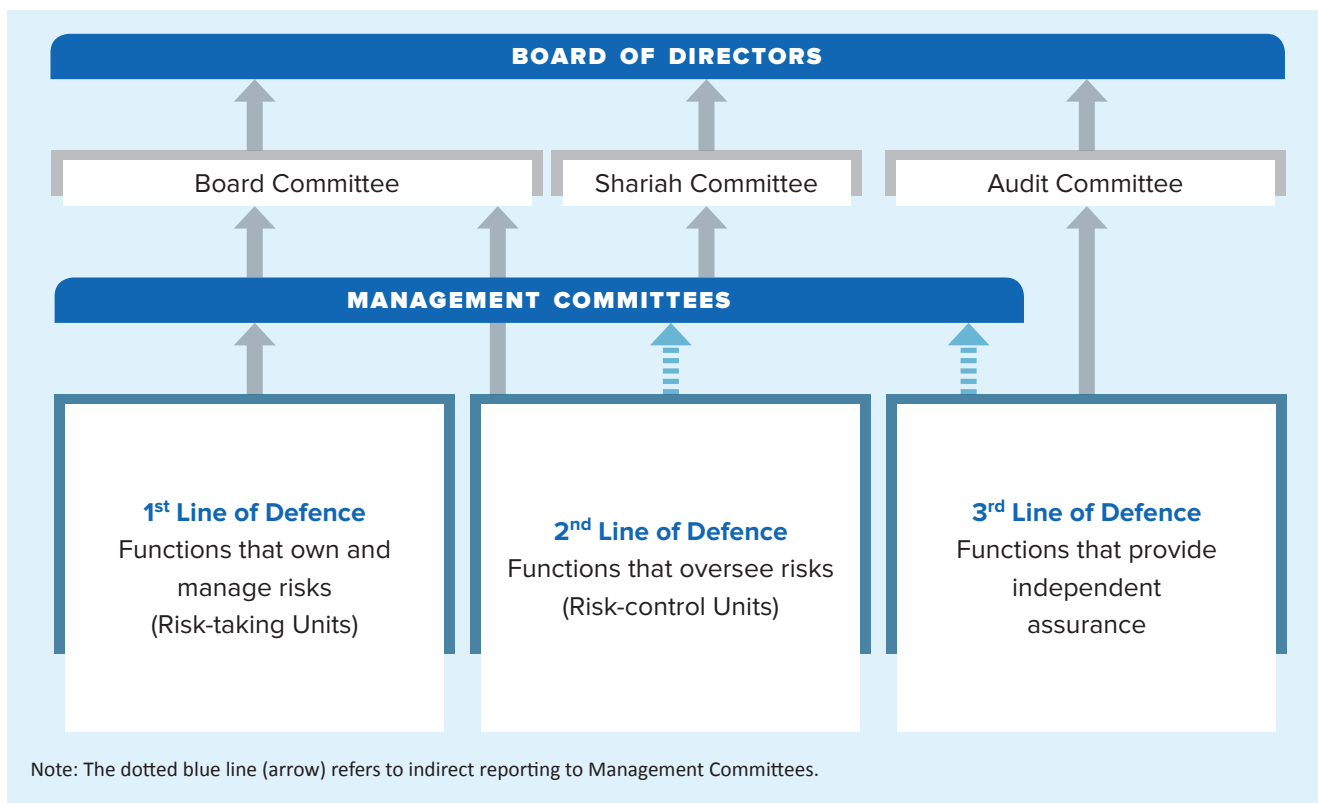 BOARD OF DIRECTORS
Board Committee
Shariah Committee
Audit Committee
MANAGEMENT COMMITTEES
1st Line of Defence
Functions that own and
manage risks
(Risk-taking Units)
2nd Line of Defence
Functions that oversee risks
(Risk-control Units)
3rd Line of Defence
Functions that provide
independent
assurance
Note: The dotted blue line (arrow) refers to indirect reporting to Management Committees.